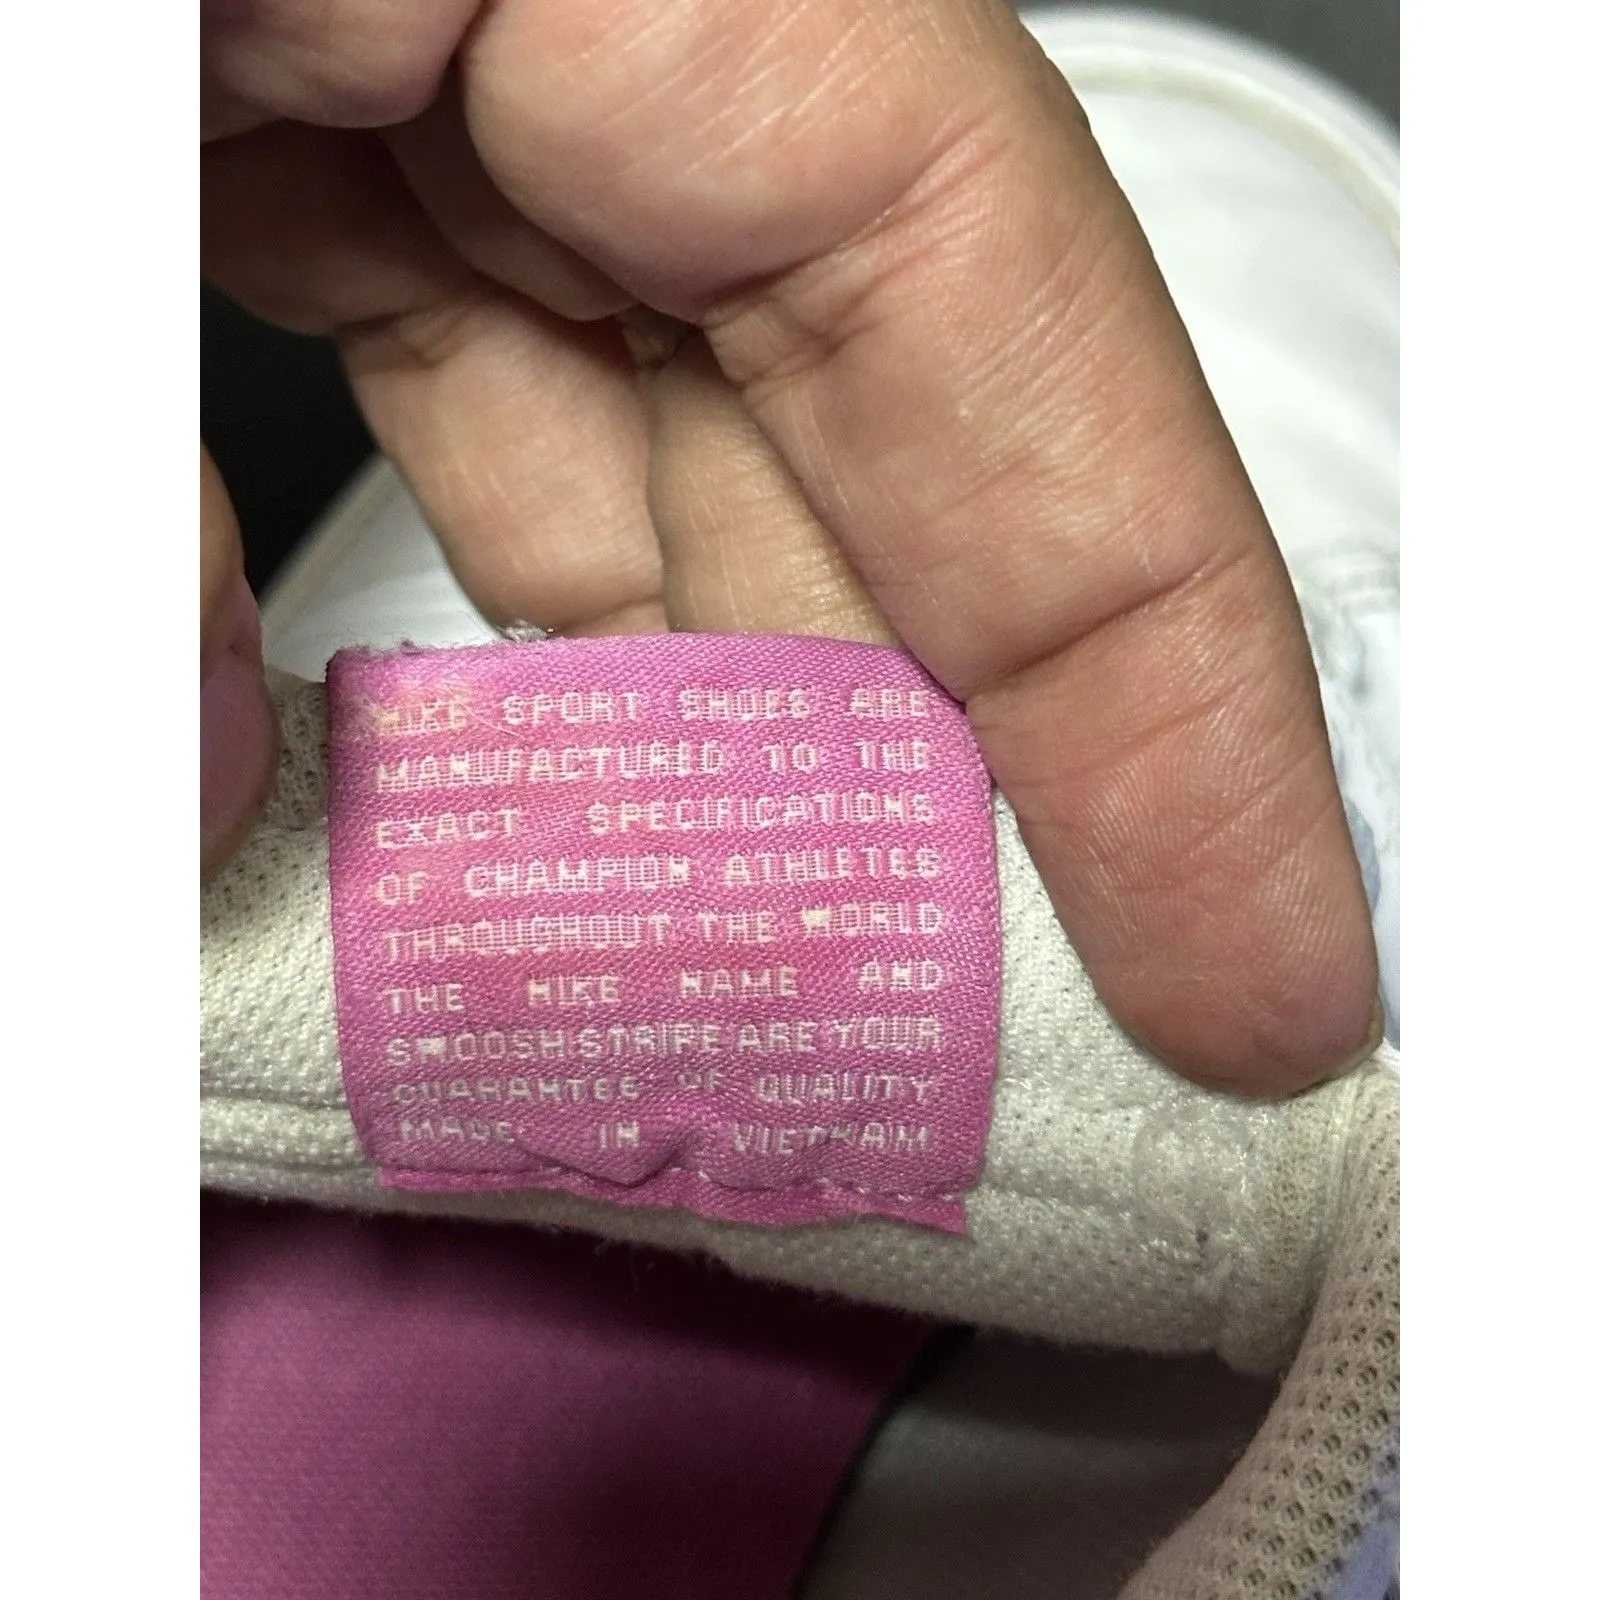 NIKE SPORT SHOES ARE
MANUFACTURED TO THE
EXACT SPECIFICATIONS
OF CHAMPION ATHLETES
THROUGHOUT THE WORLD
THE NIKE NAME AND
SWOOSH STRIPE ARE YOUR
GUARANTEE OF QUALITY
MADE IN VIETNAM